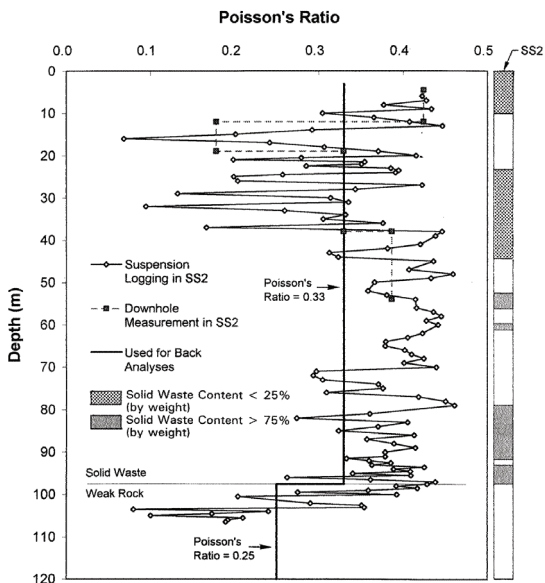 Poisson's Ratio
0.0 0.1 0.2 0.3 0.4 0.5
SS2
0
10
20
30
40
50
60
70
80
90
100
110
120
Depth (m)
Suspension
Logging in SS2
Downhole
Measurement in SS2
Used for Back
Analyses
Solid Waste Content < 25%
(by weight)
Solid Waste Content > 75%
(by weight)
Poisson's
Ratio = 0.33
Solid Waste
Weak Rock
Poisson's
Ratio = 0.25